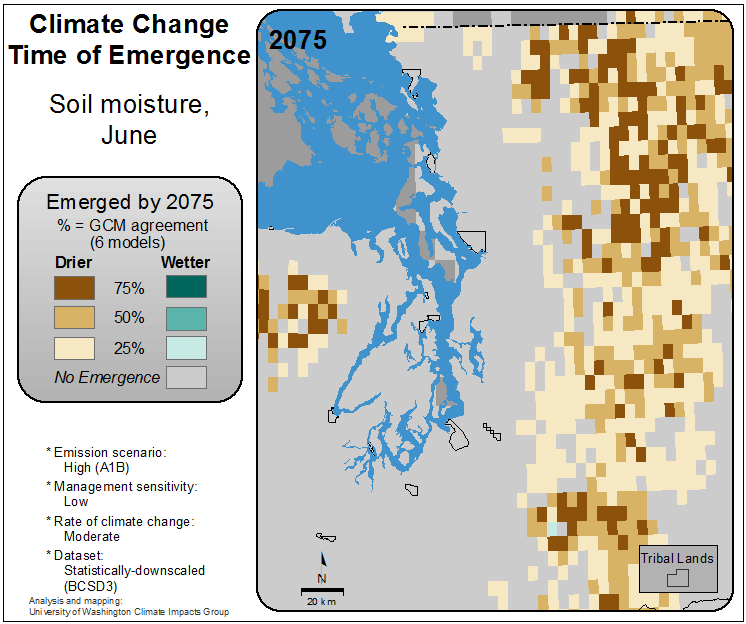 Climate Change
Time of Emergence
Soil moisture,
June
Emerged by 2075
% = GCM agreement
(6 models)
Drier Wetter
75%
50%
25%
No Emergence
* Emission scenario:
High (A1B)
* Management sensitivity:
Low
* Rate of climate change:
Moderate
* Dataset:
Statistically-downscaled
(BCSD3)
Analysis and mapping:
University of Washington Climate Impacts Group
2075
N
20 km
Tribal Lands